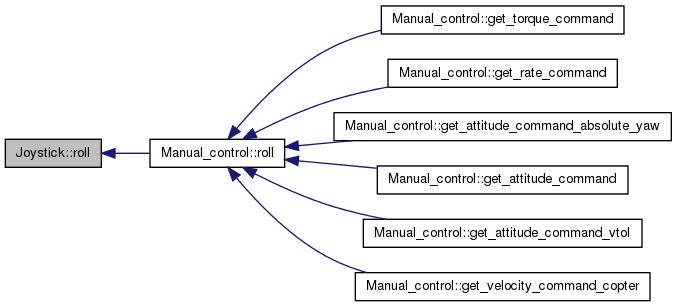 Manual_control::get_torque_command
Manual_control::get_rate_command
Manual_control::get_attitude_command_absolute_yaw
Joystick::roll
Manual_control::roll
Manual_control::get_attitude_command
Manual_control::get_attitude_command_vtol
Manual_control::get_velocity_command_copter